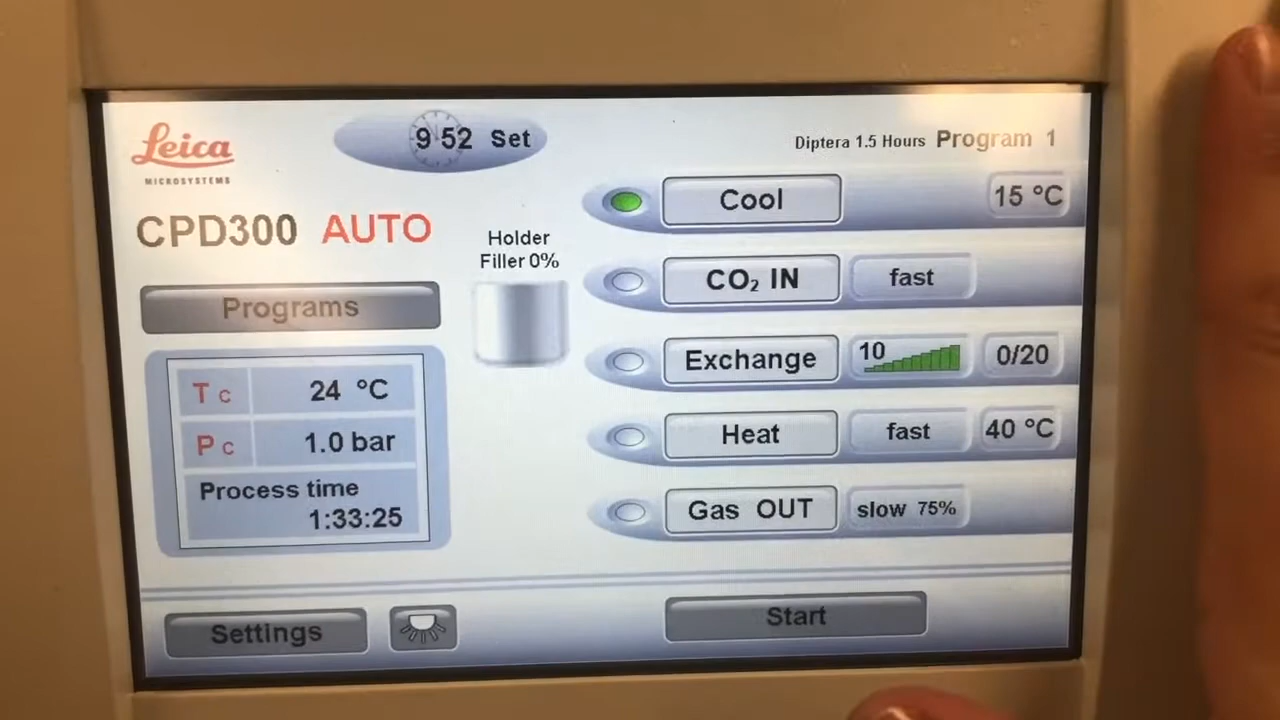 Leica
MICROSYSTEMS
9 52 Set
Diptera 1.5 Hours Program 1
CPD300 AUTO
Programs
Tc 24 °C
Pc 1.0 bar
Process time
1:33:25
Holder
Filler 0%
Cool 15 °C
CO₂ IN fast
Exchange 10 0/20
Heat fast 40 °C
Gas OUT slow 75%
Settings
Start